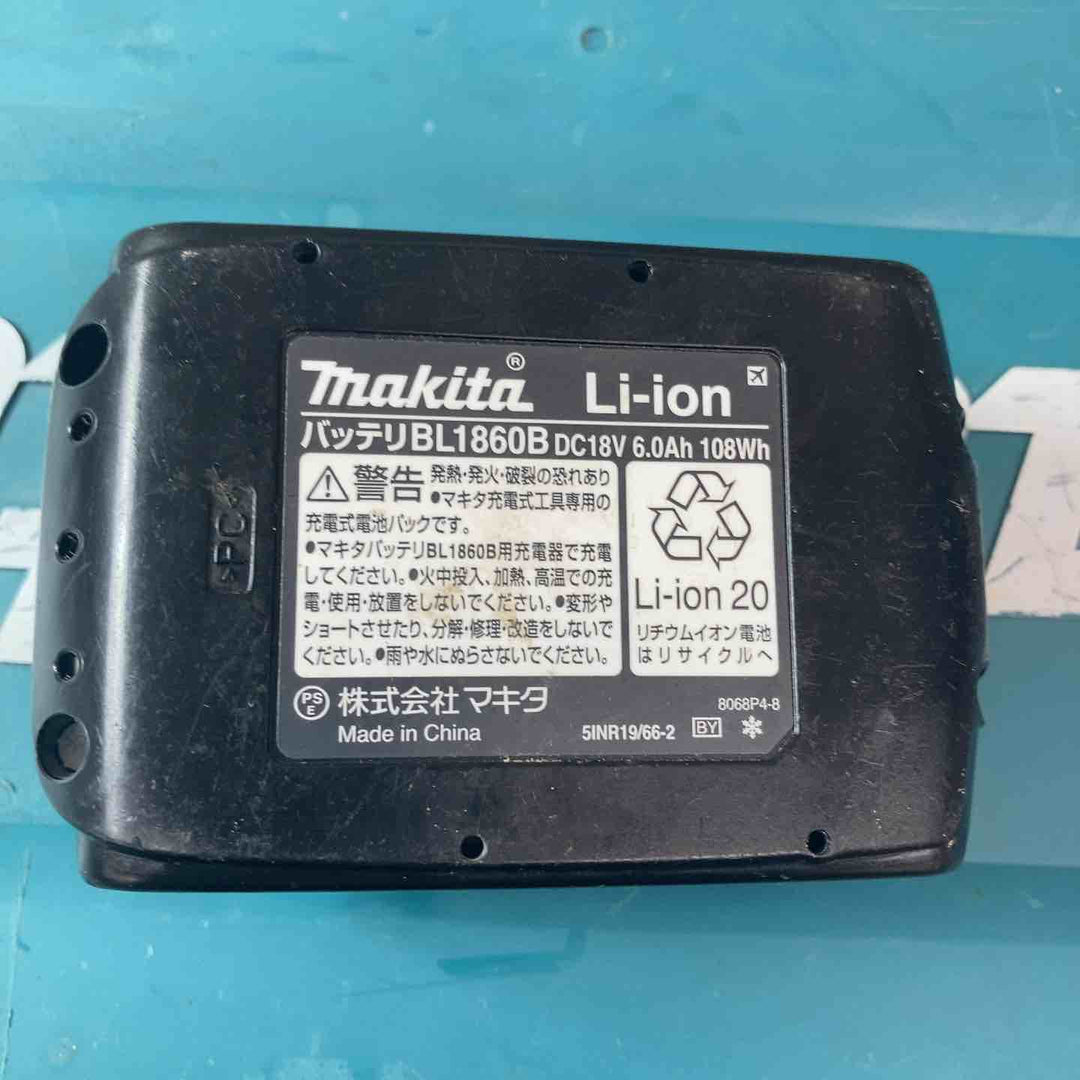 makita® Li-ion
バッテリBL1860B DC18V 6.0Ah 108Wh
警告 発熱・発火・破裂の恐れあり
●マキタ充電式工具専用の
充電式電池パックです。
●マキタバッテリBL1860B用充電器で充電
してください。●火中投入、加熱、高温での充
電・使用・放置をしないでください。●変形や
ショートさせたり、分解・修理・改造をしないで
ください。●雨や水にぬらさないでください。
Li-ion 20
リチウムイオン電池
はリサイクルへ
PSE 株式会社マキタ
8068P4-8
Made in China
5INR19/66-2 BY
>PC<